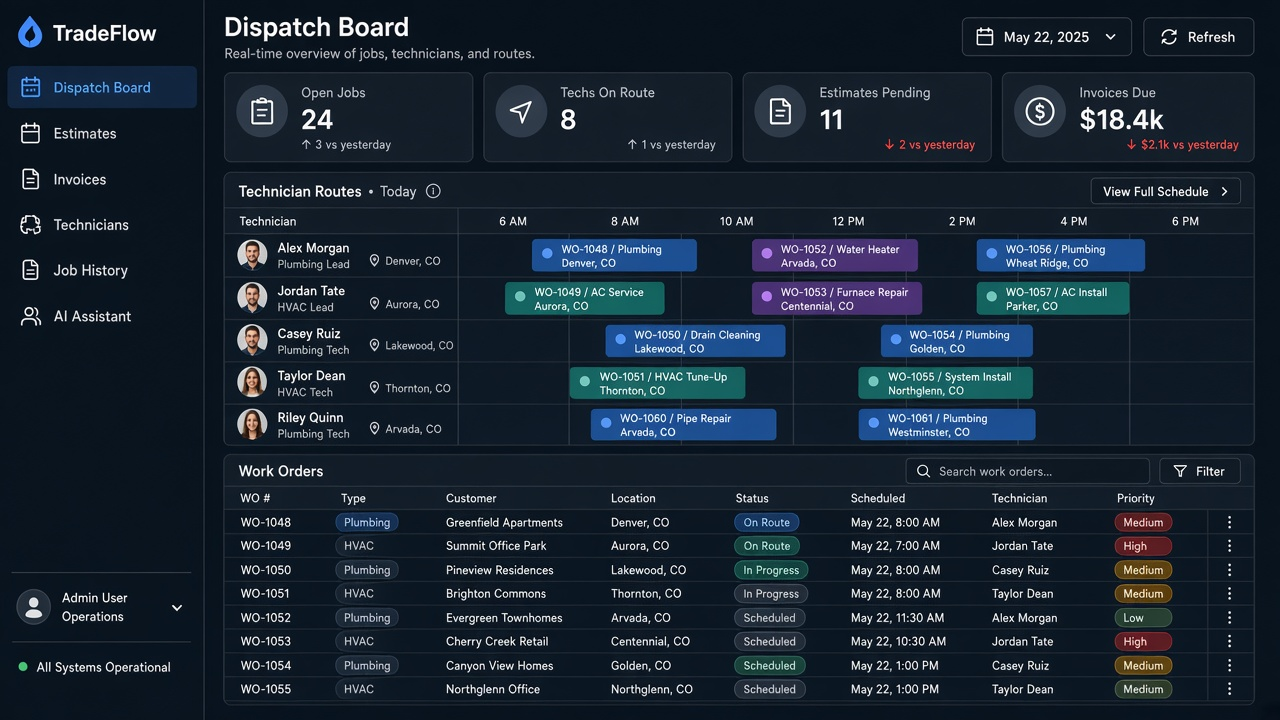 TradeFlow
Dispatch Board
Estimates
Invoices
Technicians
Job History
AI Assistant
Admin User
Operations
All Systems Operational
Dispatch Board
Real-time overview of jobs, technicians, and routes.
May 22, 2025
Refresh
Open Jobs
24
↑ 3 vs yesterday
Techs On Route
8
↑ 1 vs yesterday
Estimates Pending
11
↓ 2 vs yesterday
Invoices Due
$18.4k
↓ $2.1k vs yesterday
Technician Routes • Today
View Full Schedule
Technician 6 AM 8 AM 10 AM 12 PM 2 PM 4 PM 6 PM
Alex Morgan
Plumbing Lead
Denver, CO
WO-1048 / Plumbing
Denver, CO
WO-1052 / Water Heater
Arvada, CO
WO-1056 / Plumbing
Wheat Ridge, CO
Jordan Tate
HVAC Lead
Aurora, CO
WO-1049 / AC Service
Aurora, CO
WO-1053 / Furnace Repair
Centennial, CO
WO-1057 / AC Install
Parker, CO
Casey Ruiz
Plumbing Tech
Lakewood, CO
WO-1050 / Drain Cleaning
Lakewood, CO
WO-1054 / Plumbing
Golden, CO
Taylor Dean
HVAC Tech
Thornton, CO
WO-1051 / HVAC Tune-Up
Thornton, CO
WO-1055 / System Install
Northglenn, CO
Riley Quinn
Plumbing Tech
Arvada, CO
WO-1060 / Pipe Repair
Arvada, CO
WO-1061 / Plumbing
Westminster, CO
Work Orders
Search work orders...
Filter
WO # Type Customer Location Status Scheduled Technician Priority
WO-1048 Plumbing Greenfield Apartments Denver, CO On Route May 22, 8:00 AM Alex Morgan Medium
WO-1049 HVAC Summit Office Park Aurora, CO On Route May 22, 7:00 AM Jordan Tate High
WO-1050 Plumbing Pineview Residences Lakewood, CO In Progress May 22, 8:00 AM Casey Ruiz Medium
WO-1051 HVAC Brighton Commons Thornton, CO In Progress May 22, 8:00 AM Taylor Dean Medium
WO-1052 Plumbing Evergreen Townhomes Arvada, CO Scheduled May 22, 11:30 AM Alex Morgan Low
WO-1053 HVAC Cherry Creek Retail Centennial, CO Scheduled May 22, 10:30 AM Jordan Tate High
WO-1054 Plumbing Canyon View Homes Golden, CO Scheduled May 22, 1:00 PM Casey Ruiz Medium
WO-1055 HVAC Northglenn Office Northglenn, CO Scheduled May 22, 1:00 PM Taylor Dean Medium